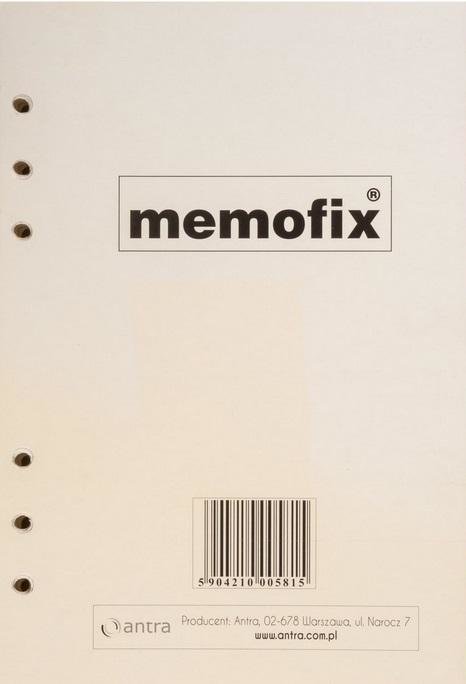 memofix®
5 904210 005815
antra
Producent: Antra, 02-678 Warszawa, ul. Narocz 7
www.antra.com.pl